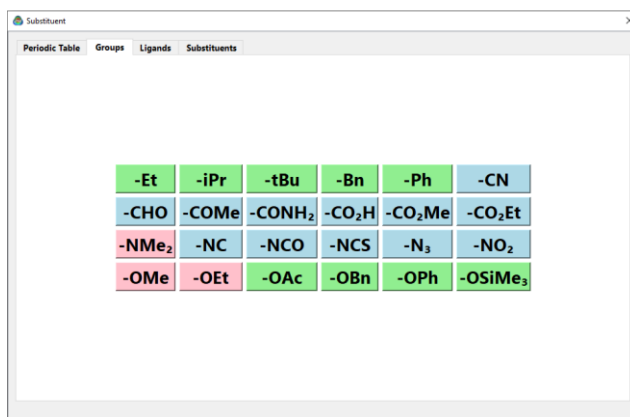 Substituent
Periodic Table Groups Ligands Substituents
-Et -iPr -tBu -Bn -Ph -CN
-CHO -COMe -CONH₂ -CO₂H -CO₂Me -CO₂Et
-NMe₂ -NC -NCO -NCS -N₃ -NO₂
-OMe -OEt -OAc -OBn -OPh -OSiMe₃